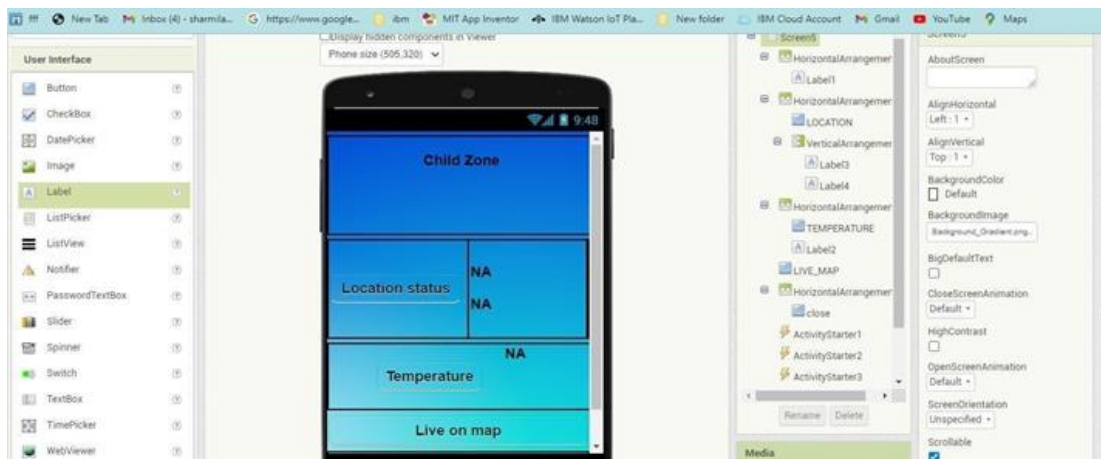 fff New Tab Inbox (4) - sharmila... https://www.google... ibm MIT App Inventor IBM Watson IoT Pla... New folder IBM Cloud Account Gmail YouTube Maps
Display hidden components in Viewer
Phone size (505,320)
User Interface
Button
CheckBox
DatePicker
Image
Label
ListPicker
ListView
Notifier
PasswordTextBox
Slider
Spinner
Switch
TextBox
TimePicker
WebViewer
9:48
Child Zone
Location status
NA
NA
NA
Temperature
Live on map
Screen5
HorizontalArrangemer
Label1
HorizontalArrangemer
LOCATION
VerticalArrangemer
Label3
Label4
HorizontalArrangemer
TEMPERATURE
Label2
LIVE_MAP
HorizontalArrangemer
close
ActivityStarter1
ActivityStarter2
ActivityStarter3
Rename Delete
Media
Screen5
AboutScreen
AlignHorizontal
Left : 1
AlignVertical
Top : 1
BackgroundColor
Default
BackgroundImage
Background_Gradient.png...
BigDefaultText
CloseScreenAnimation
Default
HighContrast
OpenScreenAnimation
Default
ScreenOrientation
Unspecified
Scrollable